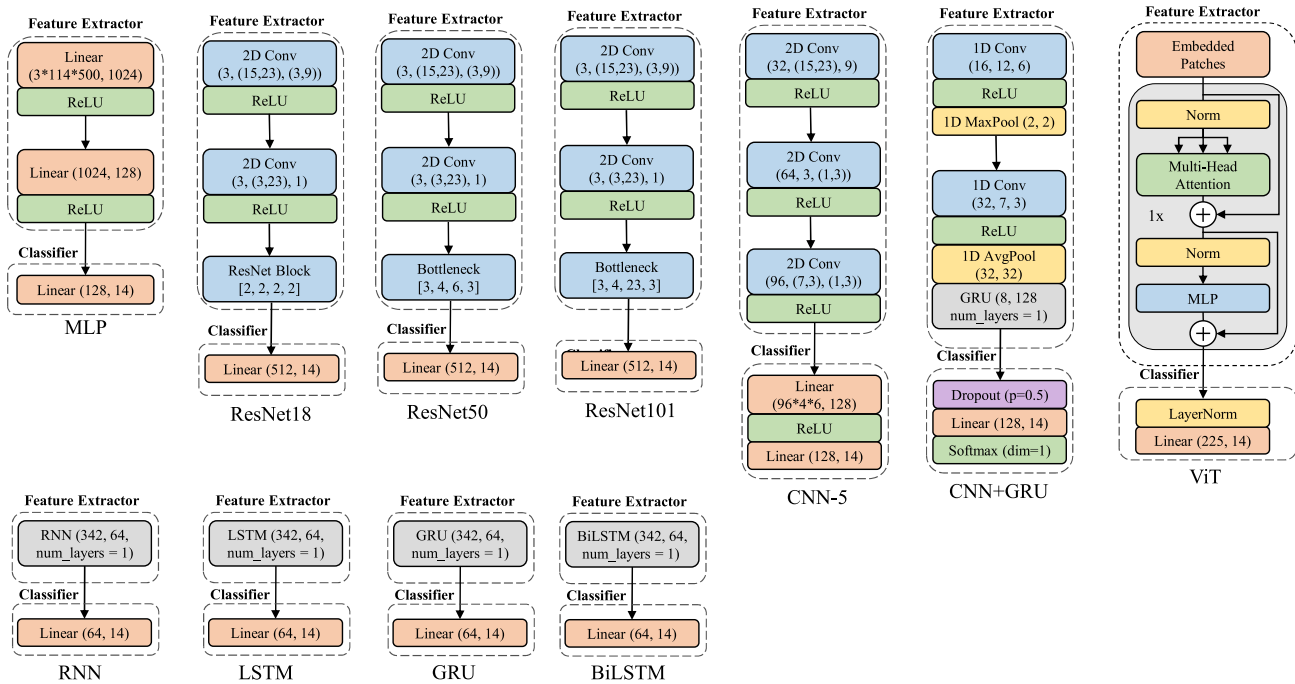 Feature Extractor
Linear
(3*114*500, 1024)
ReLU
Linear (1024, 128)
ReLU
Classifier
Linear (128, 14)
MLP
Feature Extractor
2D Conv
(3, (15,23), (3,9))
ReLU
2D Conv
(3, (3,23), 1)
ReLU
ResNet Block
[2, 2, 2, 2]
Classifier
Linear (512, 14)
ResNet18
Feature Extractor
2D Conv
(3, (15,23), (3,9))
ReLU
2D Conv
(3, (3,23), 1)
ReLU
Bottleneck
[3, 4, 6, 3]
Classifier
Linear (512, 14)
ResNet50
Feature Extractor
2D Conv
(3, (15,23), (3,9))
ReLU
2D Conv
(3, (3,23), 1)
ReLU
Bottleneck
[3, 4, 23, 3]
Classifier
Linear (512, 14)
ResNet101
Feature Extractor
2D Conv
(32, (15,23), 9)
ReLU
2D Conv
(64, 3, (1,3))
ReLU
2D Conv
(96, (7,3), (1,3))
ReLU
Classifier
Linear
(96*4*6, 128)
ReLU
Linear (128, 14)
CNN-5
Feature Extractor
1D Conv
(16, 12, 6)
ReLU
1D MaxPool (2, 2)
1D Conv
(32, 7, 3)
ReLU
1D AvgPool
(32, 32)
GRU (8, 128
num_layers = 1)
Classifier
Dropout (p=0.5)
Linear (128, 14)
Softmax (dim=1)
CNN+GRU
Feature Extractor
Embedded
Patches
Norm
Multi-Head
Attention
+
1x
Norm
MLP
+
Classifier
LayerNorm
Linear (225, 14)
ViT
Feature Extractor
RNN (342, 64,
num_layers = 1)
Classifier
Linear (64, 14)
RNN
Feature Extractor
LSTM (342, 64,
num_layers = 1)
Classifier
Linear (64, 14)
LSTM
Feature Extractor
GRU (342, 64,
num_layers = 1)
Classifier
Linear (64, 14)
GRU
Feature Extractor
BiLSTM (342, 64,
num_layers = 1)
Classifier
Linear (64, 14)
BiLSTM